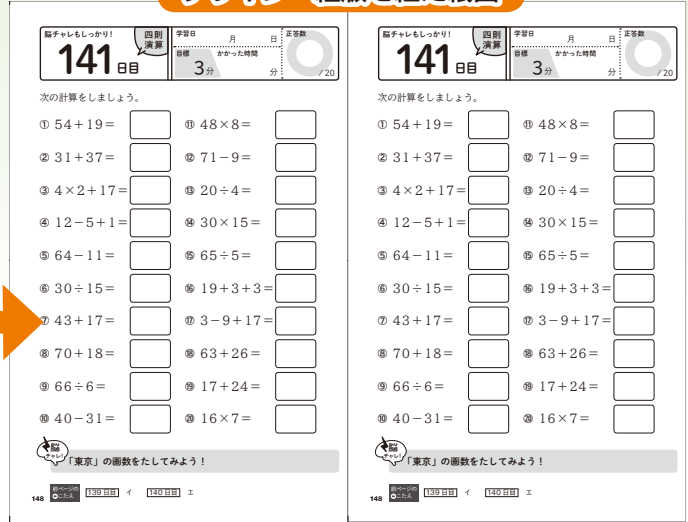 脳チャレもしっかり!
141日目
四則
演算
学習日 月 日
目標 かかった時間
3分 分
正答数
/20
次の計算をしましょう。
① 54+19=
② 31+37=
③ 4×2+17=
④ 12-5+1=
⑤ 64-11=
⑥ 30÷15=
⑦ 43+17=
⑧ 70+18=
⑨ 66÷6=
⑩ 40-31=
⑪ 48×8=
⑫ 71-9=
⑬ 20÷4=
⑭ 30×15=
⑮ 65÷5=
⑯ 19+3+3=
⑰ 3-9+17=
⑱ 63+26=
⑲ 17+24=
⑳ 16×7=
脳
チャレ!
「東京」の画数をたしてみよう!
148 前ページの
こたえ
139日目 イ 140日目 エ
脳チャレもしっかり!
141日目
四則
演算
学習日 月 日
目標 かかった時間
3分 分
正答数
/20
次の計算をしましょう。
① 54+19=
② 31+37=
③ 4×2+17=
④ 12-5+1=
⑤ 64-11=
⑥ 30÷15=
⑦ 43+17=
⑧ 70+18=
⑨ 66÷6=
⑩ 40-31=
⑪ 48×8=
⑫ 71-9=
⑬ 20÷4=
⑭ 30×15=
⑮ 65÷5=
⑯ 19+3+3=
⑰ 3-9+17=
⑱ 63+26=
⑲ 17+24=
⑳ 16×7=
脳
チャレ!
「東京」の画数をたしてみよう!
148 前ページの
こたえ
139日目 イ 140日目 エ